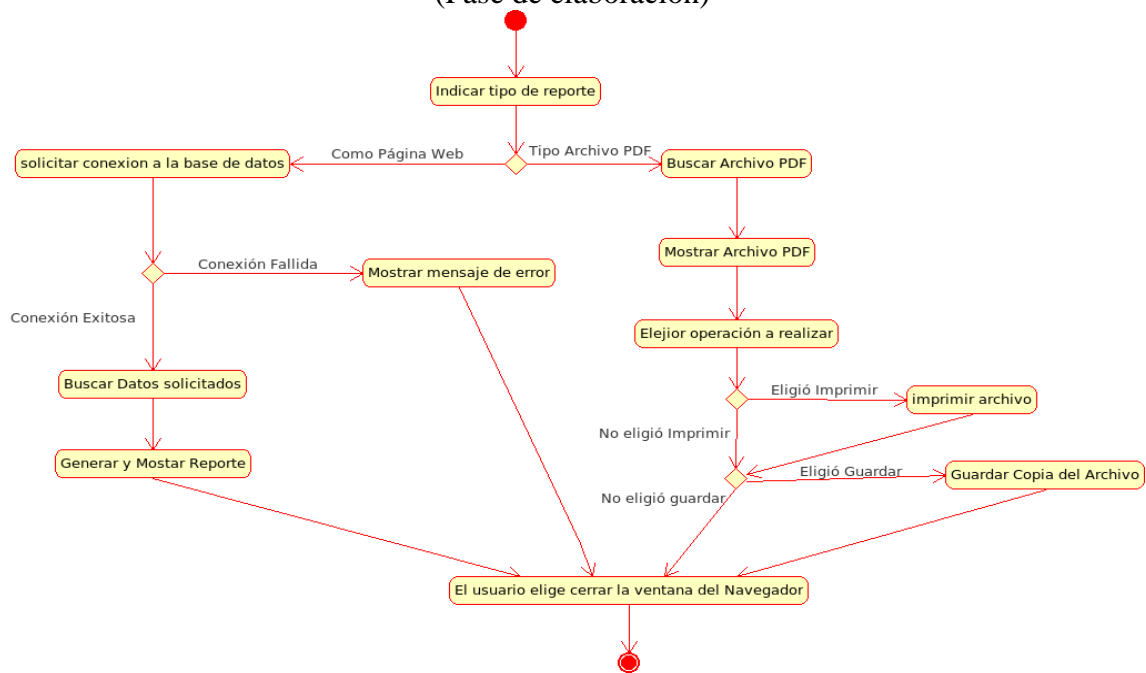 (Fase de elaboración)
Indicar tipo de reporte
Como Página Web
Tipo Archivo PDF
solicitar conexion a la base de datos
Buscar Archivo PDF
Mostrar Archivo PDF
Conexión Fallida
Mostrar mensaje de error
Conexión Exitosa
Elejior operación a realizar
Buscar Datos solicitados
Eligió Imprimir
imprimir archivo
No eligió Imprimir
Generar y Mostar Reporte
Eligió Guardar
Guardar Copia del Archivo
No eligió guardar
El usuario elige cerrar la ventana del Navegador